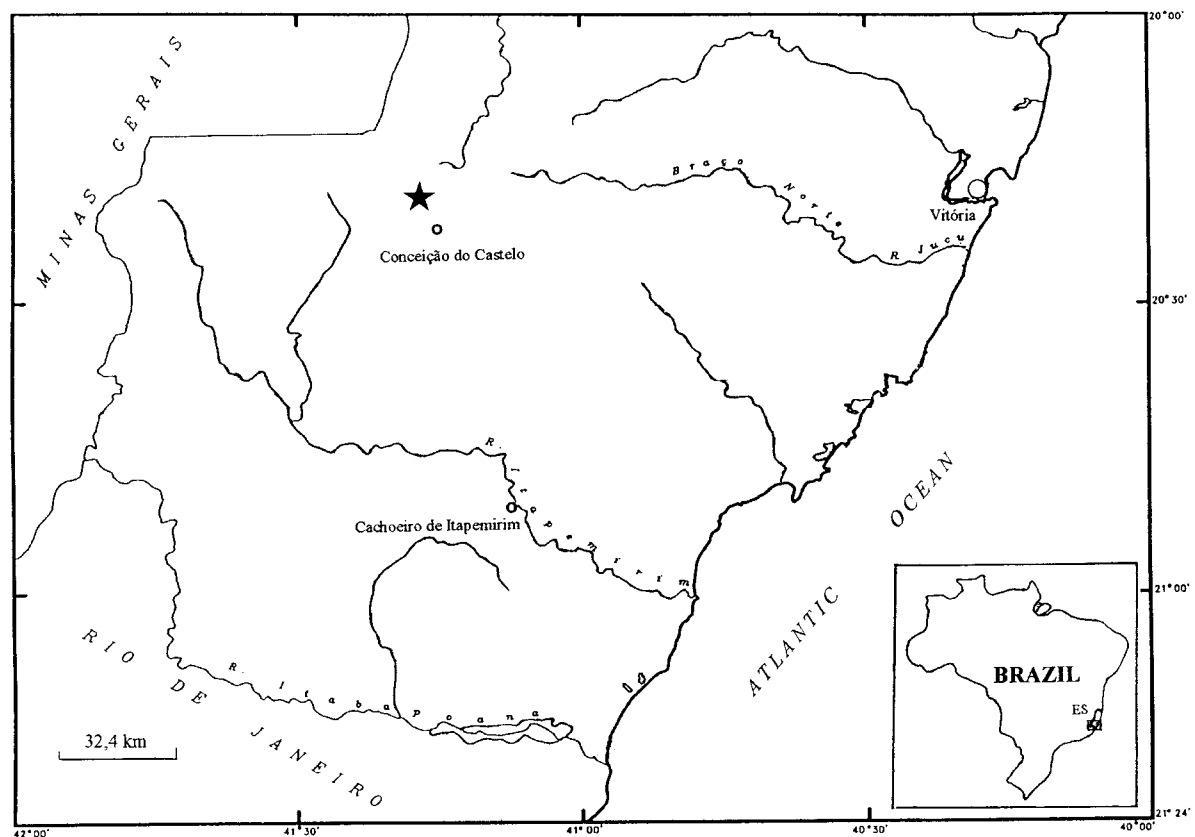 20°00'
MINAS GERAIS
Braço Norte
R. Jucu
Vitória
Conceição do Castelo
20°30'
R. Itapemirim
Cachoeiro de Itapemirim
ATLANTIC OCEAN
21°00'
RIO DE JANEIRO
R. Itabapoana
BRAZIL
ES
32,4 km
21°24'
42°00'
41°30'
41°00'
40°30'
40°00'